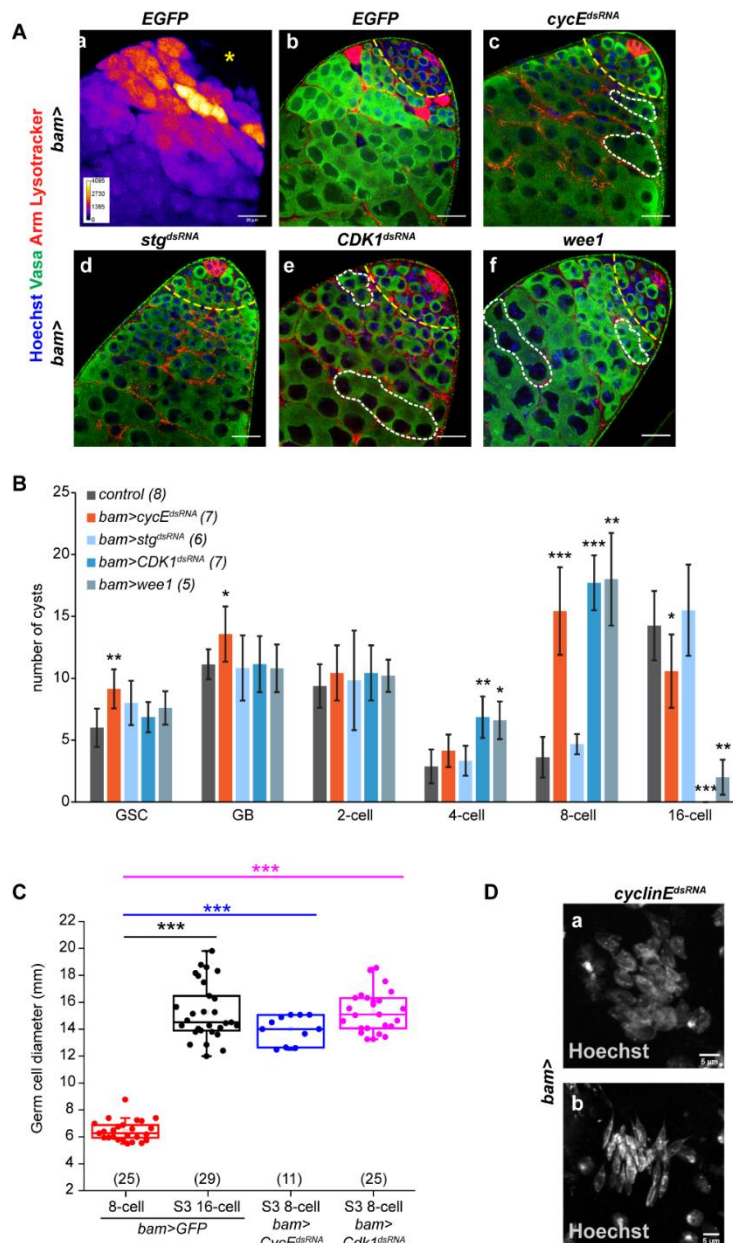 A
EGFP EGFP cycE dsRNA
a * b c
bam>
4095
2730
1365
0
stg dsRNA CDK1 dsRNA wee1
d e f
bam>
Hoechst Vasa Arm Lysotracker
B
25
20
15
10
5
0
number of cysts
control (8)
bam>cycE dsRNA (7)
bam>stg dsRNA (6)
bam>CDK1 dsRNA (7)
bam>wee1 (5)
** * ** * *** *** ** * *** **
GSC GB 2-cell 4-cell 8-cell 16-cell
C
***
***
***
22
20
18
16
14
12
10
8
6
4
2
Germ cell diameter (mm)
(25) (29) (11) (25)
8-cell S3 16-cell S3 8-cell S3 8-cell
bam>GFP bam> bam>
CycE dsRNA Cdk1 dsRNA
D
cyclinE dsRNA
a
Hoechst
5 µm
bam>
b
Hoechst
5 µm